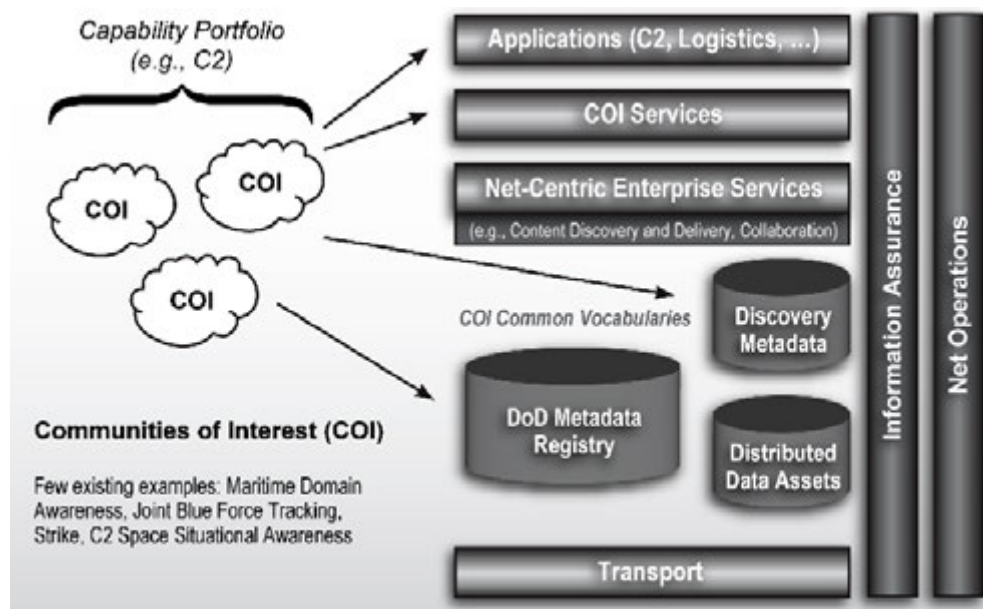 Capability Portfolio
(e.g., C2)
COI
COI
COI
Communities of Interest (COI)
Few existing examples: Maritime Domain
Awareness, Joint Blue Force Tracking,
Strike, C2 Space Situational Awareness
Applications (C2, Logistics, ...)
COI Services
Net-Centric Enterprise Services
(e.g., Content Discovery and Delivery, Collaboration)
COI Common Vocabularies
Discovery
Metadata
DoD Metadata
Registry
Distributed
Data Assets
Transport
Information Assurance
Net Operations